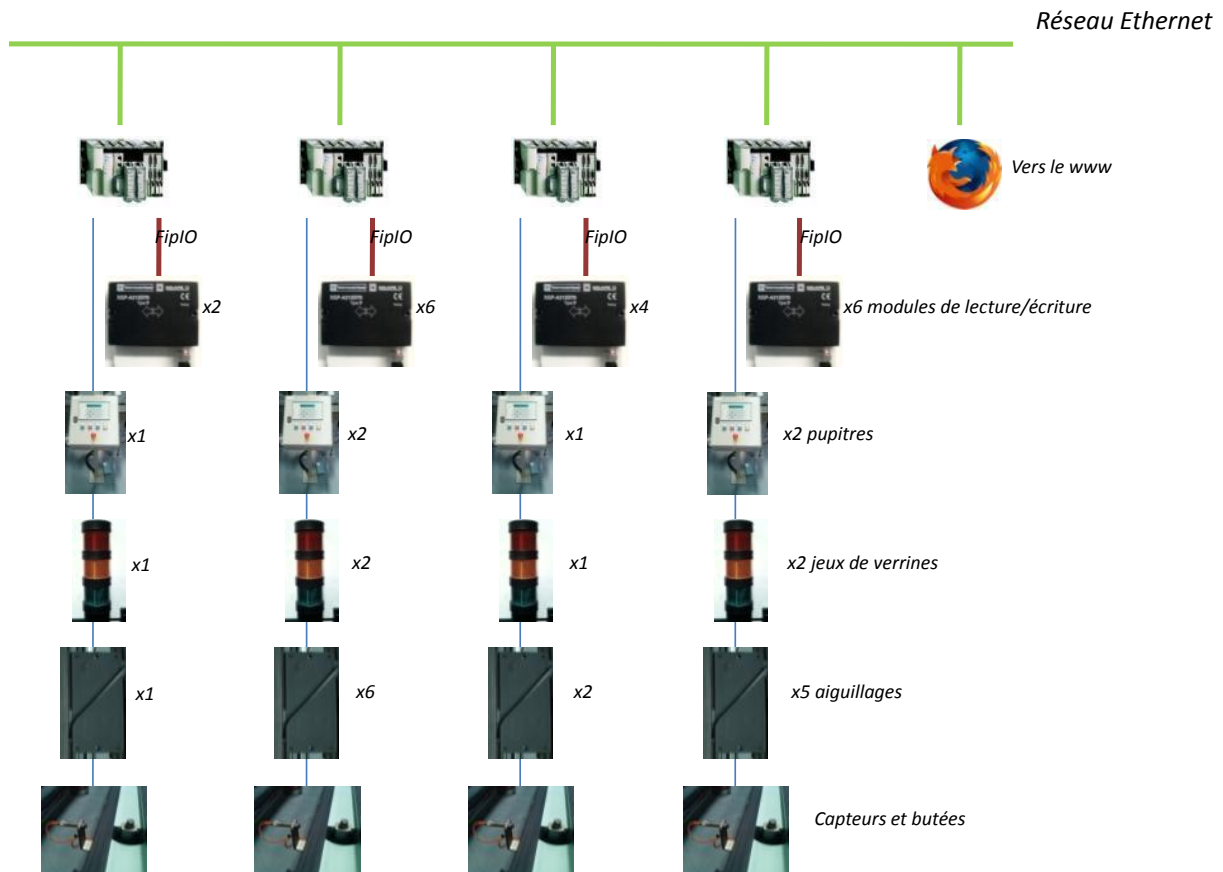 Réseau Ethernet
Vers le www
FipIO FipIO FipIO FipIO
x2 x6 x4 x6 modules de lecture/écriture
x1 x2 x1 x2 pupitres
x1 x2 x1 x2 jeux de verrines
x1 x6 x2 x5 aiguillages
Capteurs et butées